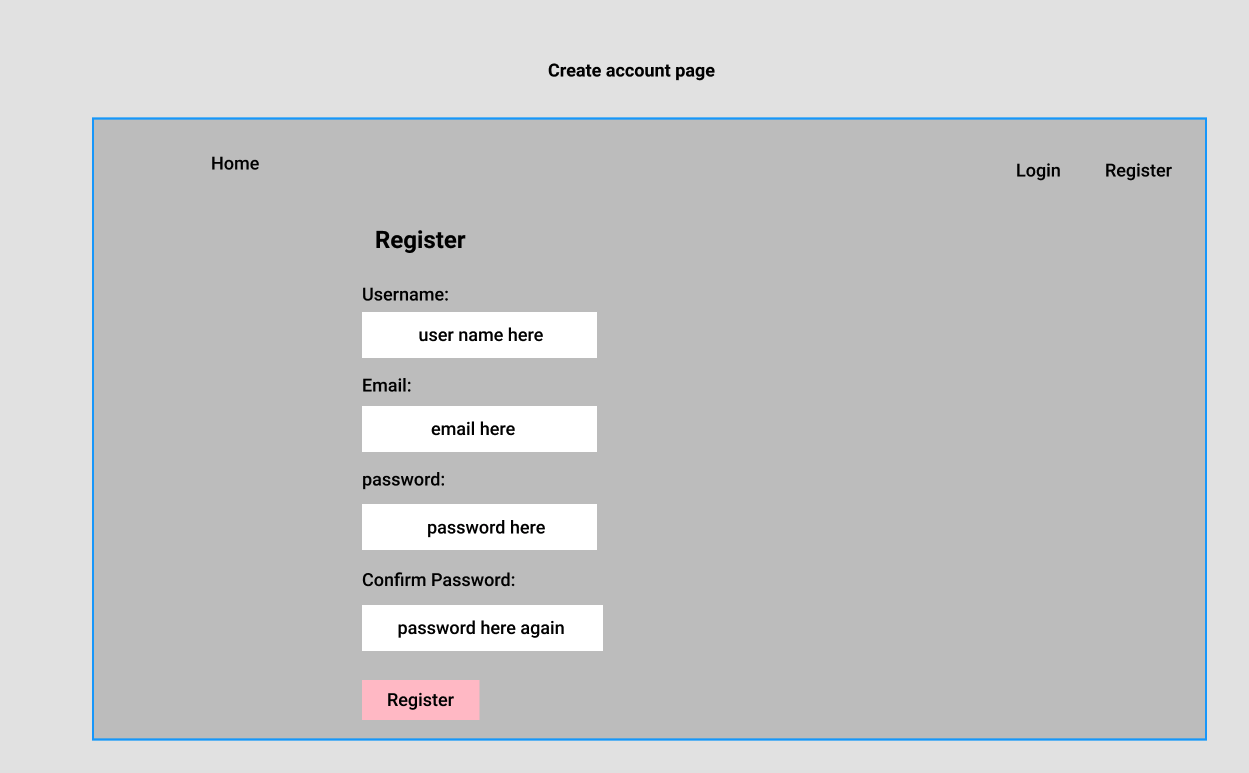 Create account page
Home
Login
Register
Register
Username:
user name here
Email:
email here
password:
password here
Confirm Password:
password here again
Register